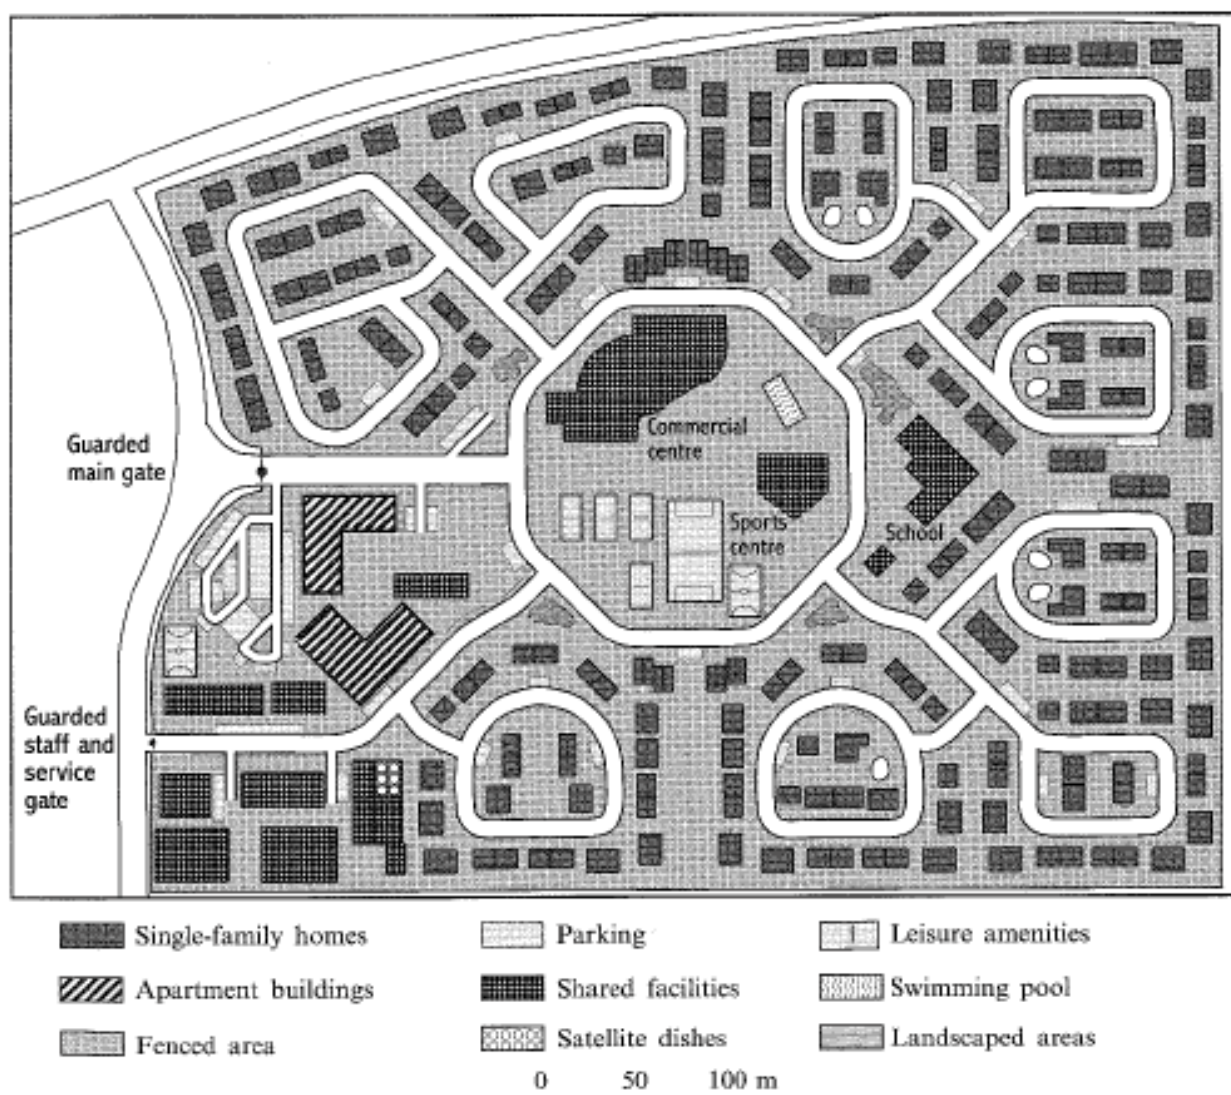 Guarded
main gate
Commercial
centre
Sports
centre
School
Guarded
staff and
service
gate
Single-family homes
Parking
Leisure amenities
Apartment buildings
Shared facilities
Swimming pool
Fenced area
Satellite dishes
Landscaped areas
0 50 100 m